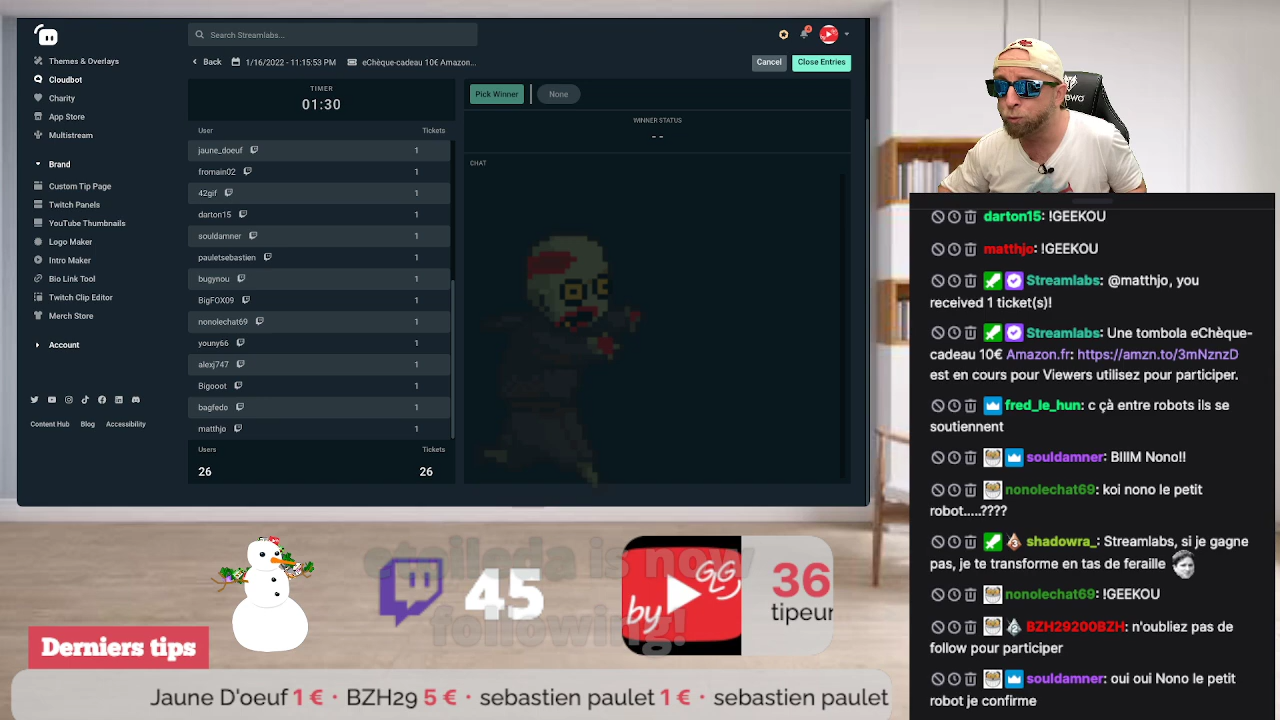 Search Streamlabs...
Themes & Overlays
Cloudbot
Charity
App Store
Multistream
Brand
Custom Tip Page
Twitch Panels
YouTube Thumbnails
Logo Maker
Intro Maker
Bio Link Tool
Twitch Clip Editor
Merch Store
Account
Content Hub Blog Accessibility
Back 1/16/2022 - 11:15:53 PM eChèque-cadeau 10€ Amazon...
Cancel Close Entries
TIMER
01:30
User Tickets
jaune_doeuf 1
fromain02 1
42gif 1
darton15 1
souldamner 1
pauletsebastien 1
bugynou 1
BigFOX09 1
nonolechat69 1
youny66 1
alexj747 1
Bigooot 1
bagfedo 1
matthjo 1
Users Tickets
26 26
Pick Winner None
WINNER STATUS
--
CHAT
darton15: !GEEKOU
matthjo: !GEEKOU
Streamlabs: @matthjo, you
received 1 ticket(s)!
Streamlabs: Une tombola eChèque-
cadeau 10€ Amazon.fr: https://amzn.to/3mNznzD
est en cours pour Viewers utilisez pour participer.
fred_le_hun: c çà entre robots ils se
soutiennent
souldamner: BIIIM Nono!!
nonolechat69: koi nono le petit
robot.....????
shadowra_: Streamlabs, si je gagne
pas, je te transforme en tas de feraille
nonolechat69: !GEEKOU
BZH29200BZH: n'oubliez pas de
follow pour participer
souldamner: oui oui Nono le petit
robot je confirme
is now
following!
45
by GLG
36
tipeur
Derniers tips
Jaune D'oeuf 1 € · BZH29 5 € · sebastien paulet 1 € · sebastien paulet